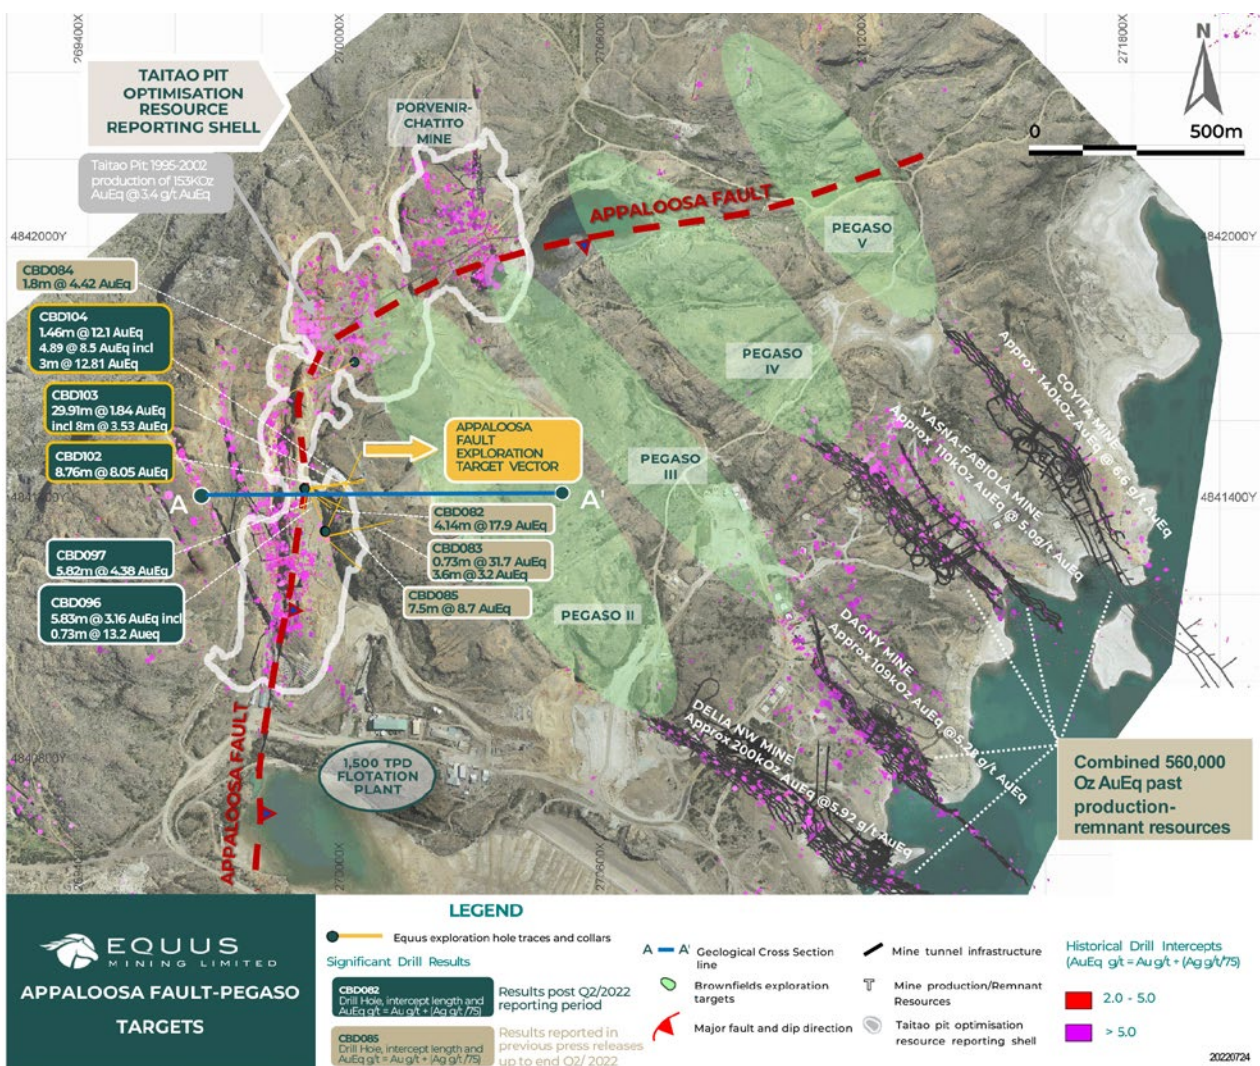 269400X
270000X
270600X
271200X
271800X
N
0 500m
TAITAO PIT
OPTIMISATION
RESOURCE
REPORTING SHELL
PORVENIR-
CHATITO
MINE
Taitao Pit: 1995-2002
production of 153KOz
AuEq @ 3.4 g/t AuEq
APPALOOSA FAULT
PEGASO
V
4842000Y
4842000Y
CBD084
1.8m @ 4.42 AuEq
CBD104
1.46m @ 12.1 AuEq
4.89 @ 8.5 AuEq incl
3m @ 12.81 AuEq
CBD103
29.91m @ 1.84 AuEq
incl 8m @ 3.53 AuEq
CBD102
8.76m @ 8.05 AuEq
APPALOOSA
FAULT
EXPLORATION
TARGET VECTOR
PEGASO
IV
PEGASO
III
COYITA MINE
Approx 140kOZ AuEq @ 6.6 g/t AuEq
YASNA-FABIOLA MINE
Approx 110kOZ AuEq @ 5.0g/t AuEq
A
A'
4841400Y
4841400Y
CBD082
4.14m @ 17.9 AuEq
CBD083
0.73m @ 31.7 AuEq
3.6m @ 3.2 AuEq
CBD085
7.5m @ 8.7 AuEq
CBD097
5.82m @ 4.38 AuEq
CBD096
5.83m @ 3.16 AuEq incl
0.73m @ 13.2 Aueq
PEGASO II
DAGNY MINE
Approx 109kOz AuEq @5.28 g/t AuEq
DELIA NW MINE
Approx 200kOz AuEq @5.92 g/t AuEq
APPALOOSA FAULT
1,500 TPD
FLOTATION
PLANT
4840800Y
Combined 560,000
Oz AuEq past
production-
remnant resources
270000X
270600X
EQUUS
MINING LIMITED
APPALOOSA FAULT-PEGASO
TARGETS
LEGEND
Equus exploration hole traces and collars
Significant Drill Results
CBD082
Drill Hole, intercept length and
AuEq g/t = Au g/t + (Ag g/t /75)
Results post Q2/2022
reporting period
CBD085
Drill Hole, intercept length and
AuEq g/t = Au g/t + (Ag g/t /75)
Results reported in
previous press releases
up to end Q2/ 2022
A A' Geological Cross Section
line
Brownfields exploration
targets
Major fault and dip direction
Mine tunnel infrastructure
Mine production/Remnant
Resources
Taitao pit optimisation
resource reporting shell
Historical Drill Intercepts
(AuEq g/t = Au g/t + (Ag g/t/75)
2.0 - 5.0
> 5.0
20220724